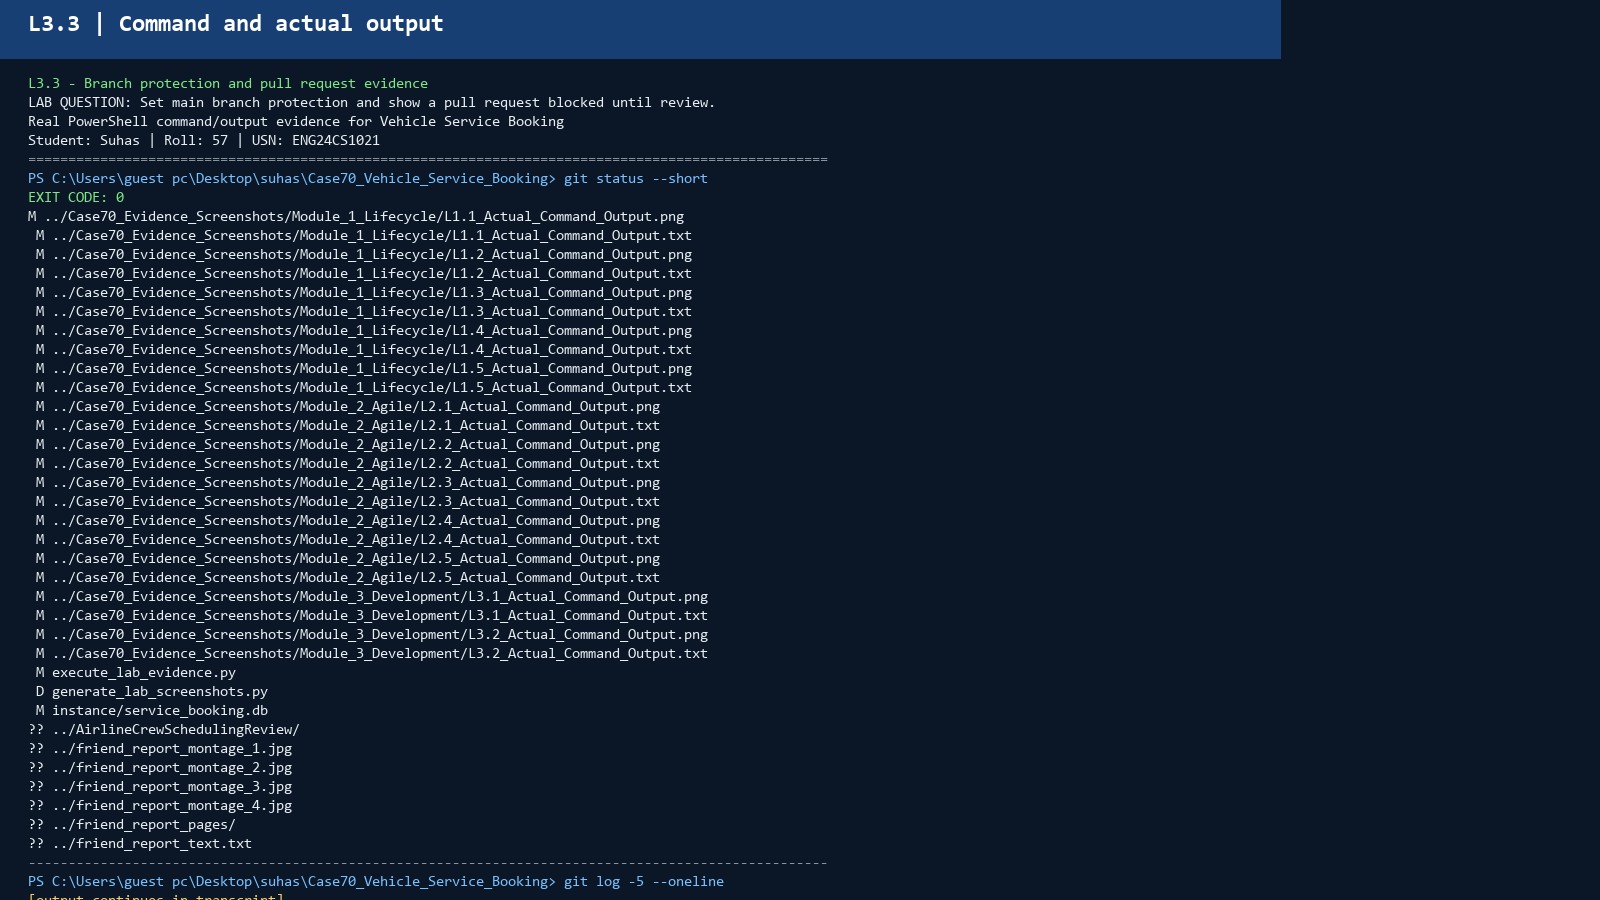 L3.3 | Command and actual output
L3.3 - Branch protection and pull request evidence
LAB QUESTION: Set main branch protection and show a pull request blocked until review.
Real PowerShell command/output evidence for Vehicle Service Booking
Student: Suhas | Roll: 57 | USN: ENG24CS1021
========================================================================================================
PS C:\Users\guest pc\Desktop\suhas\Case70_Vehicle_Service_Booking> git status --short
EXIT CODE: 0
M ../Case70_Evidence_Screenshots/Module_1_Lifecycle/L1.1_Actual_Command_Output.png
 M ../Case70_Evidence_Screenshots/Module_1_Lifecycle/L1.1_Actual_Command_Output.txt
 M ../Case70_Evidence_Screenshots/Module_1_Lifecycle/L1.2_Actual_Command_Output.png
 M ../Case70_Evidence_Screenshots/Module_1_Lifecycle/L1.2_Actual_Command_Output.txt
 M ../Case70_Evidence_Screenshots/Module_1_Lifecycle/L1.3_Actual_Command_Output.png
 M ../Case70_Evidence_Screenshots/Module_1_Lifecycle/L1.3_Actual_Command_Output.txt
 M ../Case70_Evidence_Screenshots/Module_1_Lifecycle/L1.4_Actual_Command_Output.png
 M ../Case70_Evidence_Screenshots/Module_1_Lifecycle/L1.4_Actual_Command_Output.txt
 M ../Case70_Evidence_Screenshots/Module_1_Lifecycle/L1.5_Actual_Command_Output.png
 M ../Case70_Evidence_Screenshots/Module_1_Lifecycle/L1.5_Actual_Command_Output.txt
 M ../Case70_Evidence_Screenshots/Module_2_Agile/L2.1_Actual_Command_Output.png
 M ../Case70_Evidence_Screenshots/Module_2_Agile/L2.1_Actual_Command_Output.txt
 M ../Case70_Evidence_Screenshots/Module_2_Agile/L2.2_Actual_Command_Output.png
 M ../Case70_Evidence_Screenshots/Module_2_Agile/L2.2_Actual_Command_Output.txt
 M ../Case70_Evidence_Screenshots/Module_2_Agile/L2.3_Actual_Command_Output.png
 M ../Case70_Evidence_Screenshots/Module_2_Agile/L2.3_Actual_Command_Output.txt
 M ../Case70_Evidence_Screenshots/Module_2_Agile/L2.4_Actual_Command_Output.png
 M ../Case70_Evidence_Screenshots/Module_2_Agile/L2.4_Actual_Command_Output.txt
 M ../Case70_Evidence_Screenshots/Module_2_Agile/L2.5_Actual_Command_Output.png
 M ../Case70_Evidence_Screenshots/Module_2_Agile/L2.5_Actual_Command_Output.txt
 M ../Case70_Evidence_Screenshots/Module_3_Development/L3.1_Actual_Command_Output.png
 M ../Case70_Evidence_Screenshots/Module_3_Development/L3.1_Actual_Command_Output.txt
 M ../Case70_Evidence_Screenshots/Module_3_Development/L3.2_Actual_Command_Output.png
 M ../Case70_Evidence_Screenshots/Module_3_Development/L3.2_Actual_Command_Output.txt
 M execute_lab_evidence.py
 D generate_lab_screenshots.py
 M instance/service_booking.db
?? ../AirlineCrewSchedulingReview/
?? ../friend_report_montage_1.jpg
?? ../friend_report_montage_2.jpg
?? ../friend_report_montage_3.jpg
?? ../friend_report_montage_4.jpg
?? ../friend_report_pages/
?? ../friend_report_text.txt
----------------------------------------------------------------------------------------------------
PS C:\Users\guest pc\Desktop\suhas\Case70_Vehicle_Service_Booking> git log -5 --oneline
[output continues in transcript]